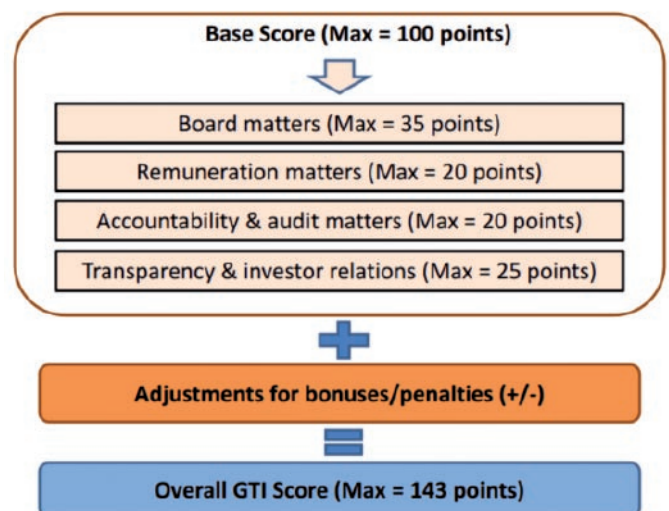 Base Score (Max = 100 points)
Board matters (Max = 35 points)
Remuneration matters (Max = 20 points)
Accountability & audit matters (Max = 20 points)
Transparency & investor relations (Max = 25 points)
Adjustments for bonuses/penalties (+/-)
Overall GTI Score (Max = 143 points)